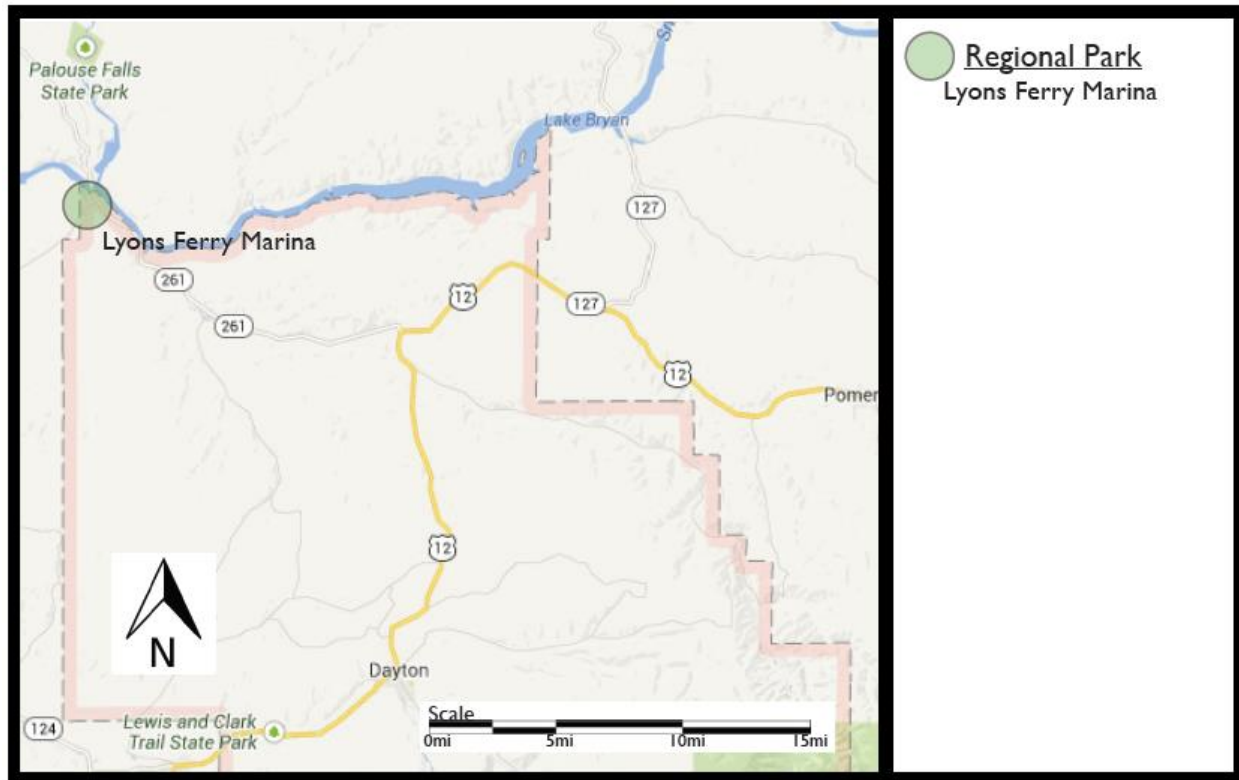 Palouse Falls
State Park
Sn
Lake Bryan
127
Lyons Ferry Marina
261
12
127
261
12
Pomer
12
N
Dayton
Lewis and Clark
Trail State Park
124
Scale
0mi 5mi 10mi 15mi
Regional Park
Lyons Ferry Marina